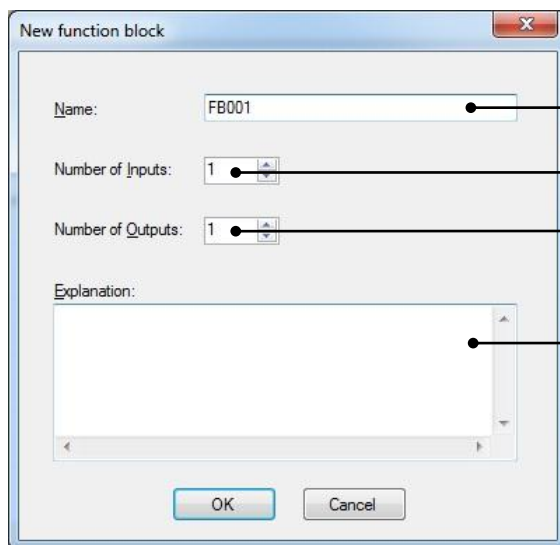 New function block
Name: FB001
Number of Inputs: 1
Number of Outputs: 1
Explanation:
OK Cancel